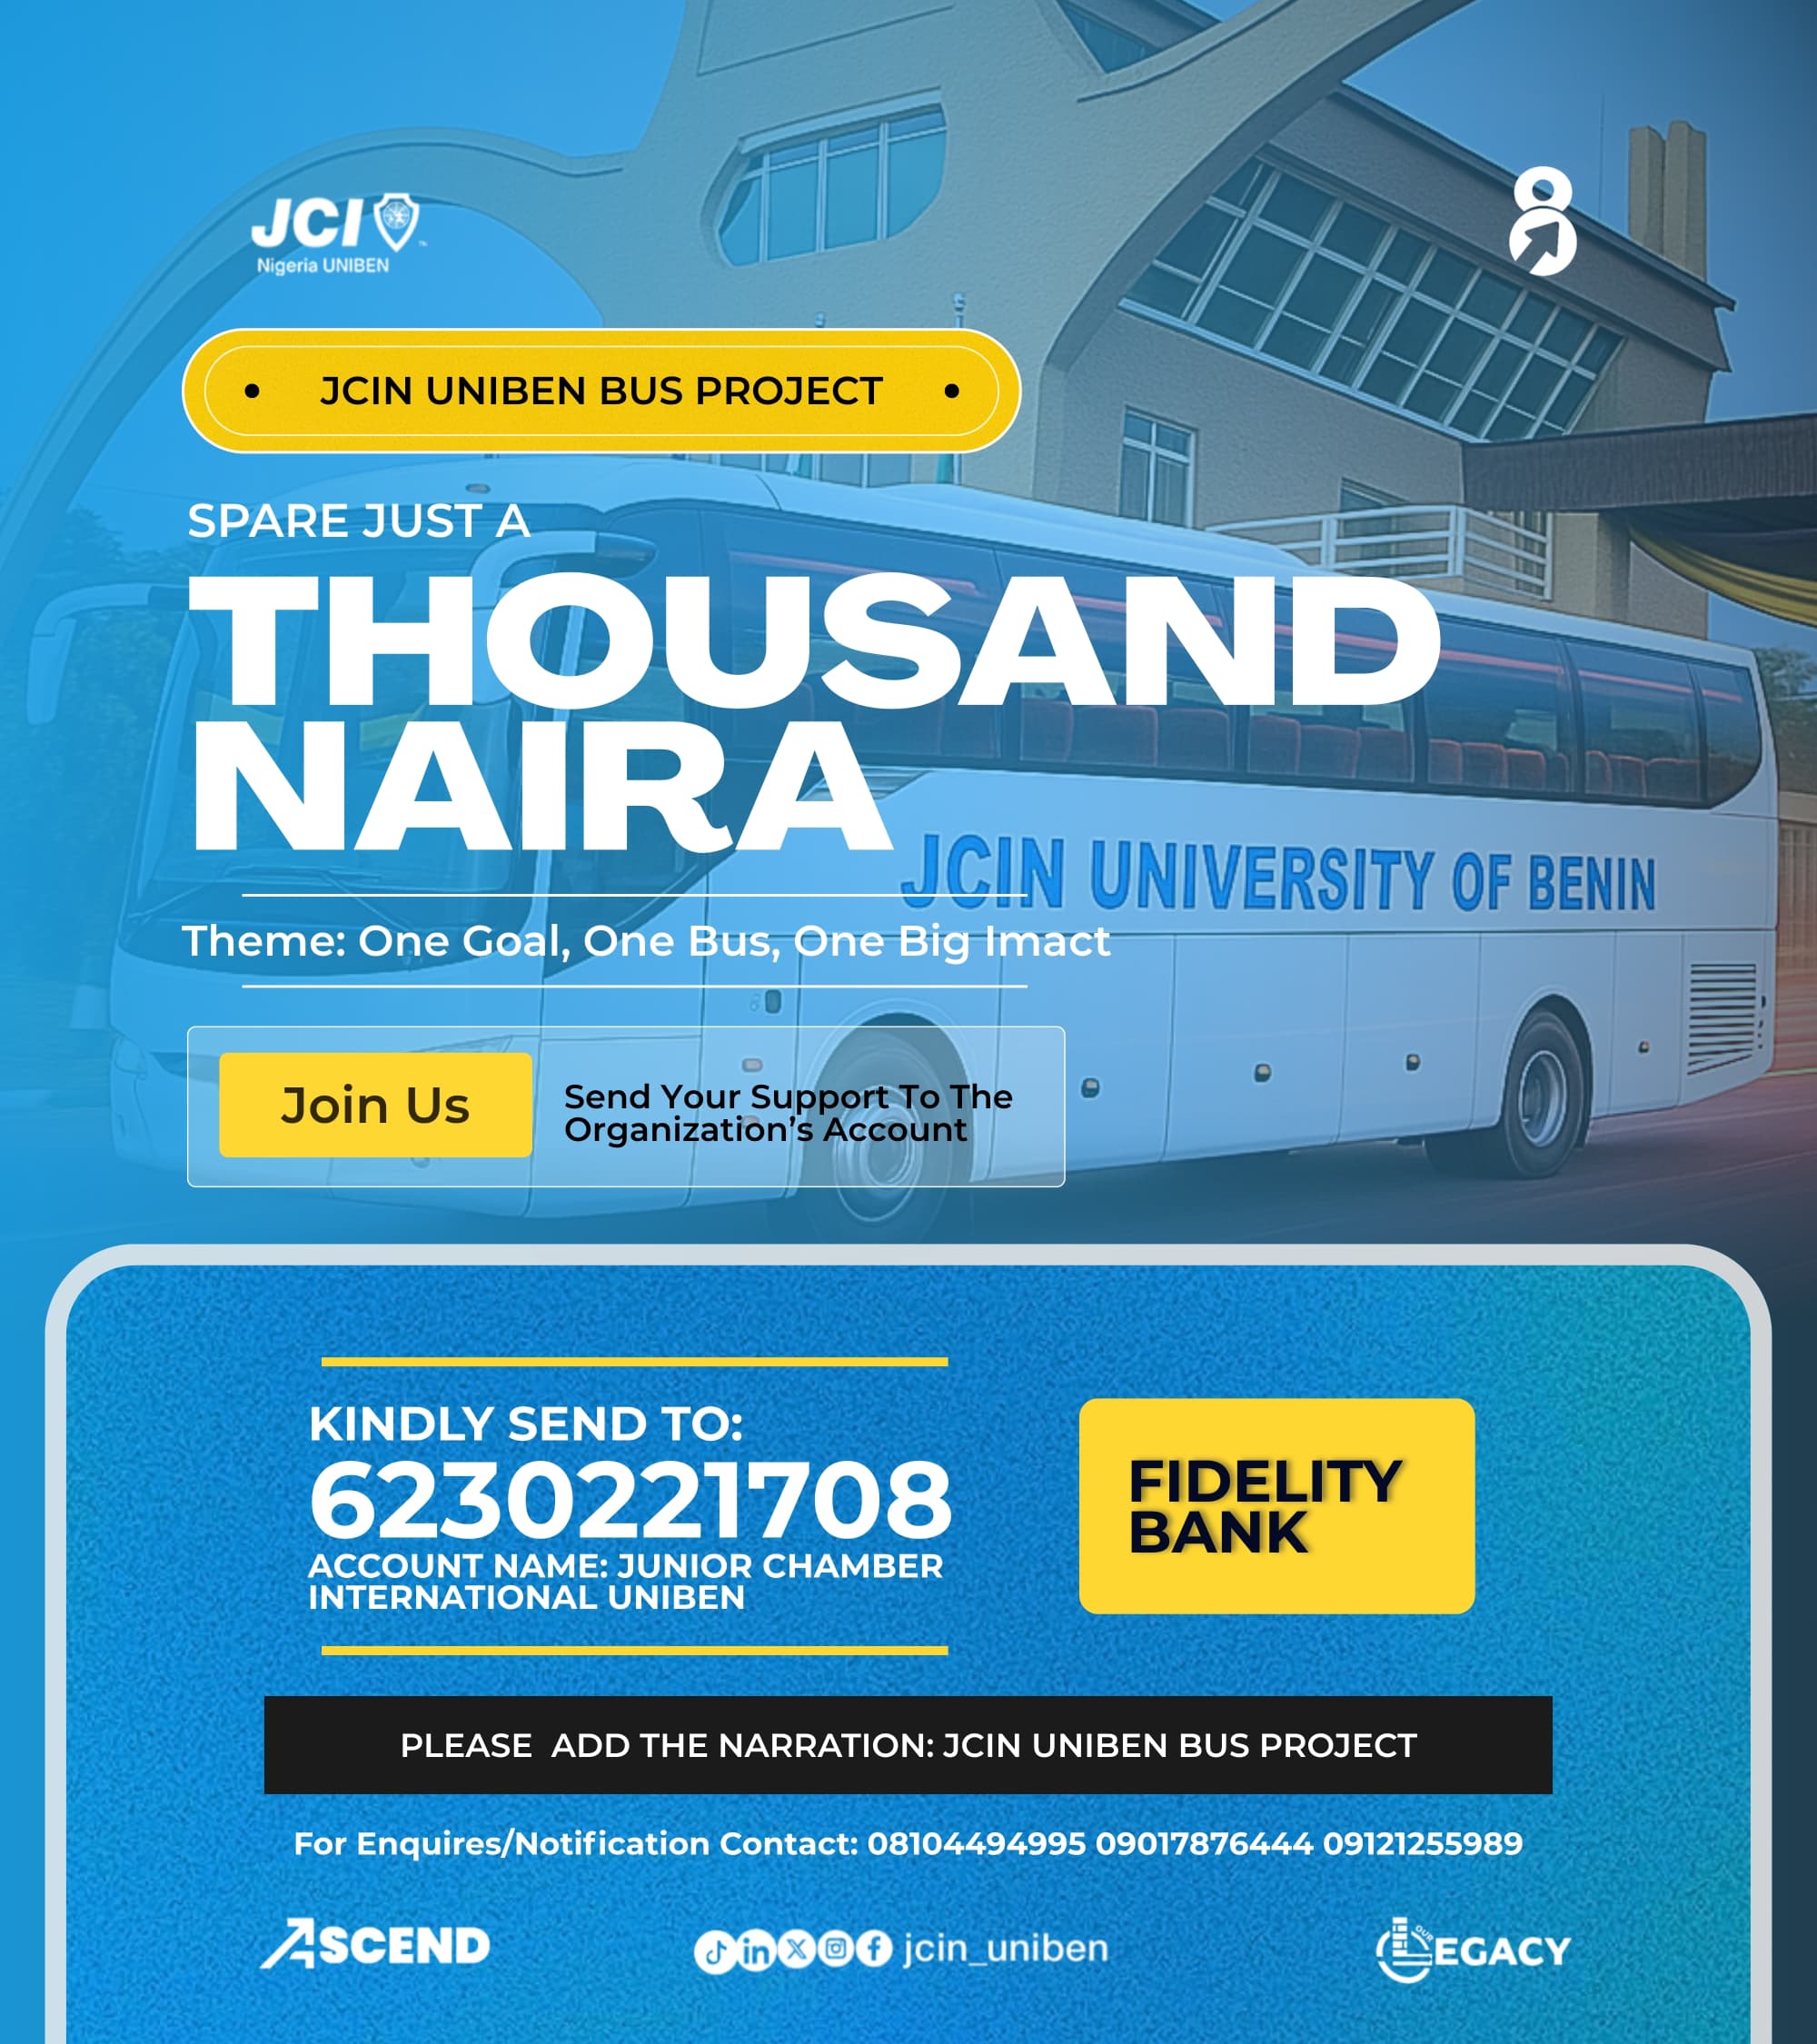 JCI
Nigeria UNIBEN
8
JCIN UNIBEN BUS PROJECT
SPARE JUST A
THOUSAND
NAIRA
JCIN UNIVERSITY OF BENIN
Theme: One Goal, One Bus, One Big Imact
Join Us
Send Your Support To The
Organization's Account
KINDLY SEND TO:
6230221708
ACCOUNT NAME: JUNIOR CHAMBER
INTERNATIONAL UNIBEN
FIDELITY
BANK
PLEASE ADD THE NARRATION: JCIN UNIBEN BUS PROJECT
For Enquires/Notification Contact: 08104494995 09017876444 09121255989
ASCEND
jcin_uniben
OUR LEGACY